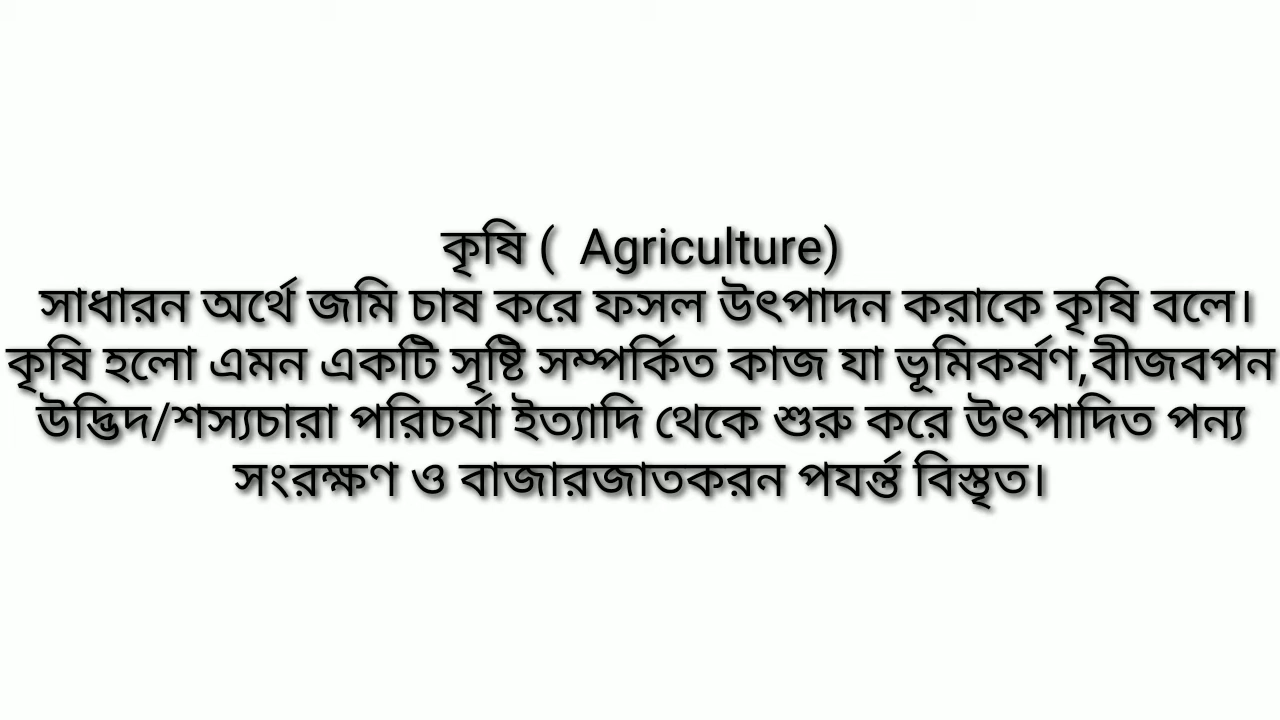 কৃষি (  Agriculture)
সাধারন অর্থে জমি চাষ করে ফসল উৎপাদন করাকে কৃষি বলে।
কৃষি হলো এমন একটি সৃষ্টি সম্পর্কিত কাজ যা ভূমিকর্ষণ,বীজবপন
উদ্ভিদ/শস্যচারা পরিচর্যা ইত্যাদি থেকে শুরু করে উৎপাদিত পন্য
সংরক্ষণ ও বাজারজাতকরন পযর্ন্ত বিস্তৃত।